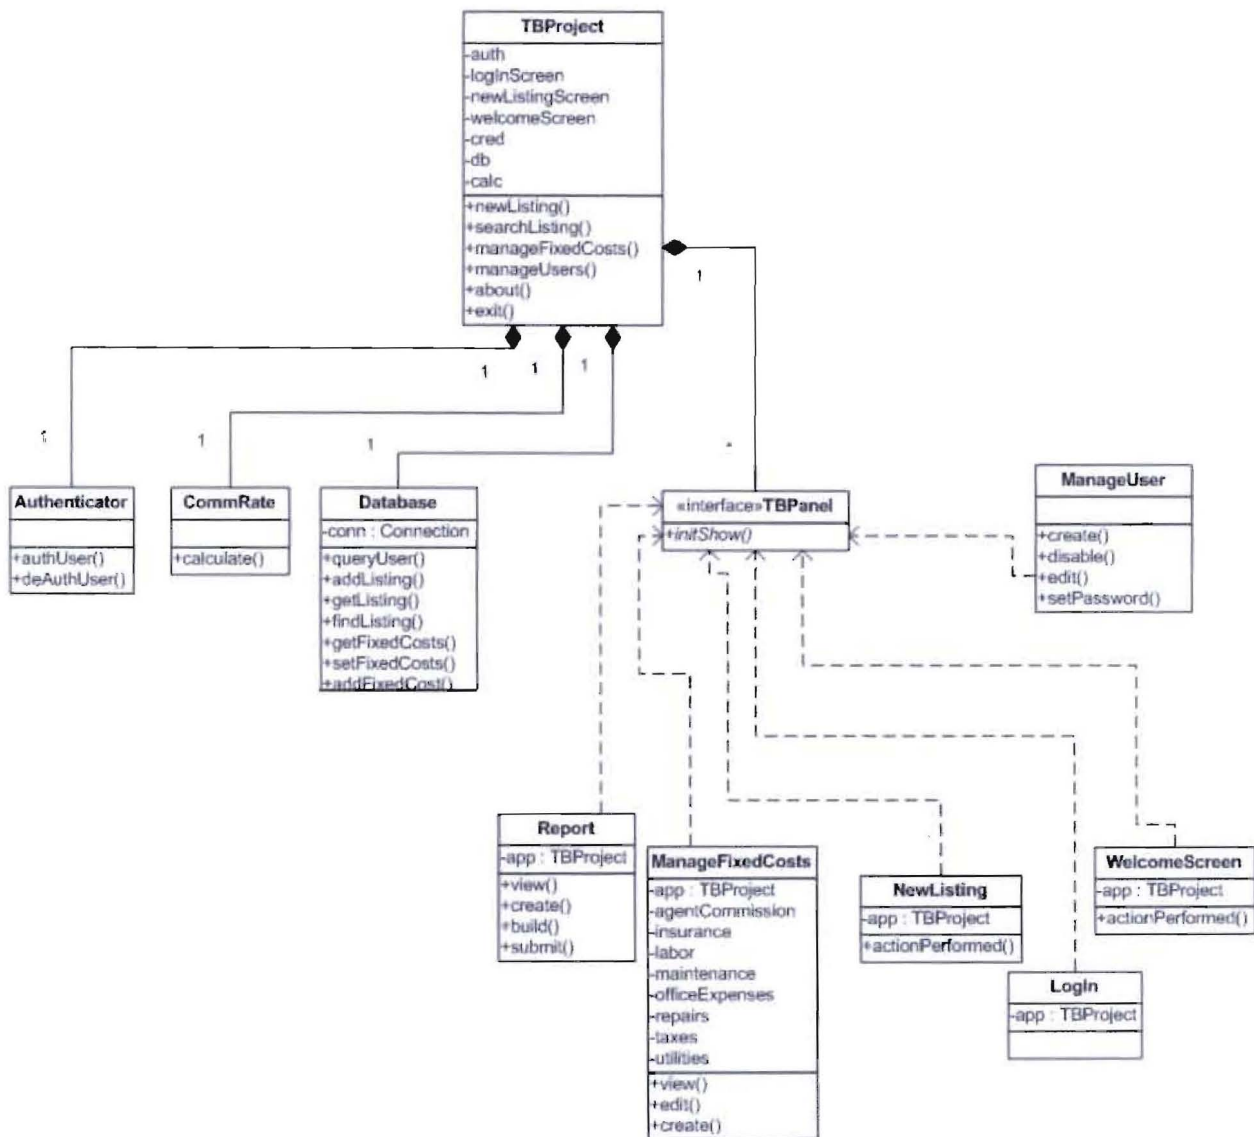 TBProject
-auth
-logInScreen
-newListingScreen
-welcomeScreen
-cred
-db
-calc
+newListing()
+searchListing()
+manageFixedCosts()
+manageUsers()
+about()
+exit()
1
1
1
1
1
1
1
*
Authenticator
+authUser()
+deAuthUser()
CommRate
+calculate()
Database
-conn : Connection
+queryUser()
+addListing()
+getListing()
+findListing()
+getFixedCosts()
+setFixedCosts()
+addFixedCost()
«interface»TBPanel
+initShow()
ManageUser
+create()
+disable()
+edit()
+setPassword()
Report
-app : TBProject
+view()
+create()
+build()
+submit()
ManageFixedCosts
-app : TBProject
-agentCommission
-insurance
-labor
-maintenance
-officeExpenses
-repairs
-taxes
-utilities
+view()
+edit()
+create()
NewListing
-app : TBProject
+actionPerformed()
WelcomeScreen
-app : TBProject
+actionPerformed()
LogIn
-app : TBProject